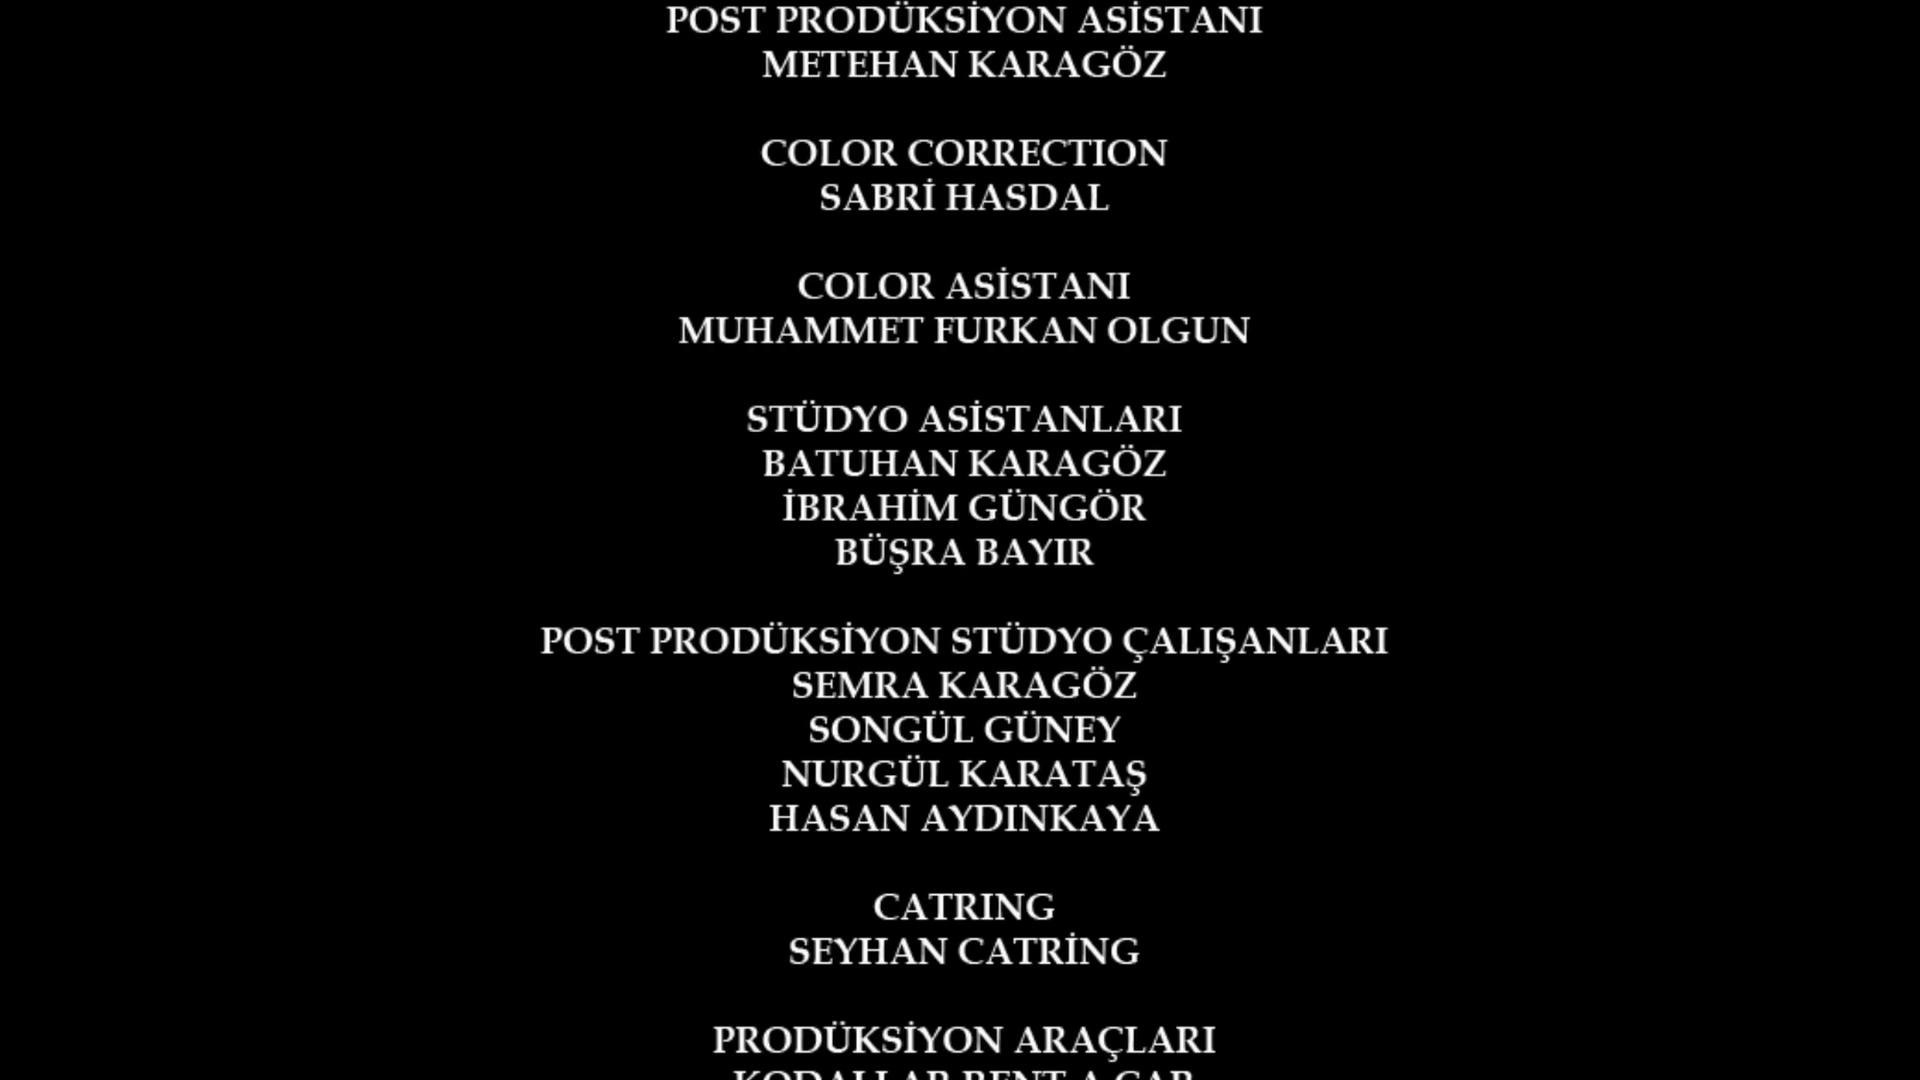 POST PRODÜKSİYON ASİSTANI
METEHAN KARAGÖZ
COLOR CORRECTION
SABRİ HASDAL
COLOR ASİSTANI
MUHAMMET FURKAN OLGUN
STÜDYO ASİSTANLARI
BATUHAN KARAGÖZ
İBRAHİM GÜNGÖR
BÜŞRA BAYIR
POST PRODÜKSİYON STÜDYO ÇALIŞANLARI
SEMRA KARAGÖZ
SONGÜL GÜNEY
NURGÜL KARATAŞ
HASAN AYDINKAYA
CATRING
SEYHAN CATRİNG
PRODÜKSİYON ARAÇLARI
RENT A CAR